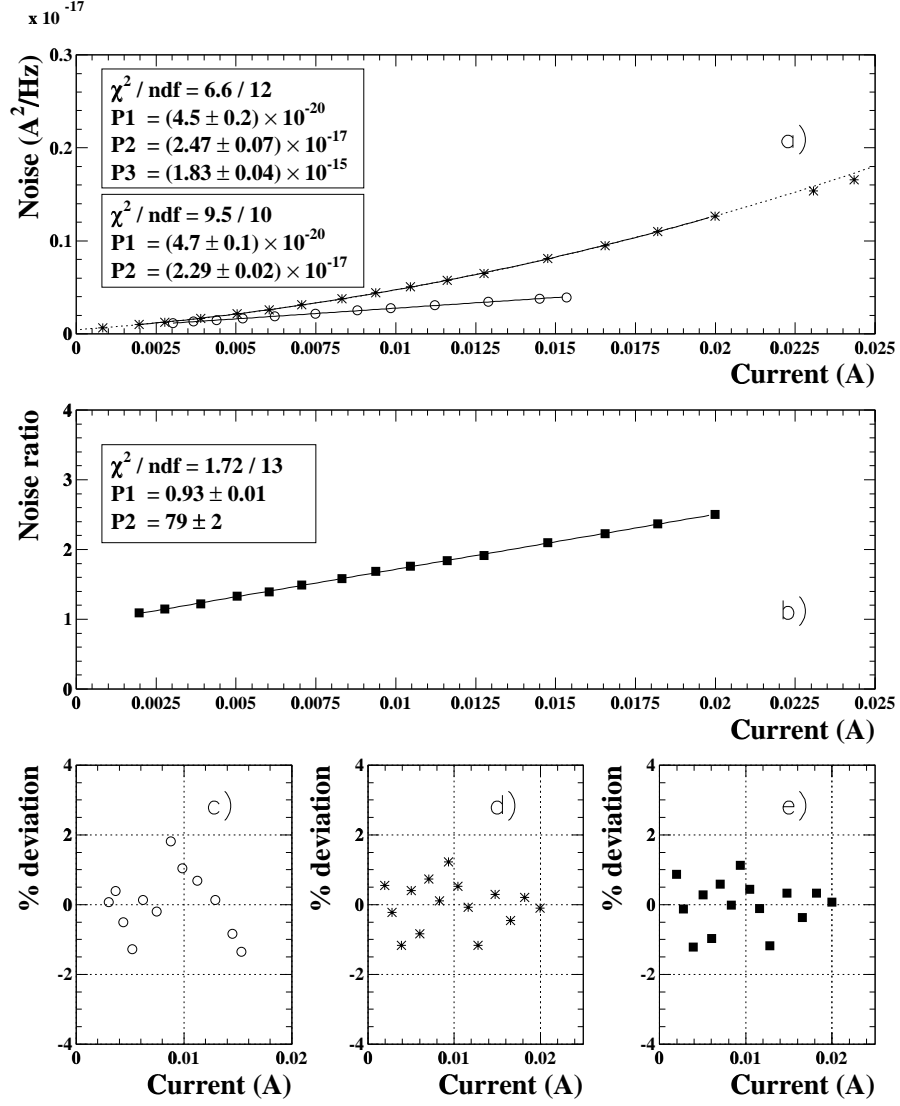 x 10⁻¹⁷
Noise (A²/Hz)
0.3
0.2
0.1
0
χ² / ndf = 6.6 / 12
P1 = (4.5 ± 0.2) × 10⁻²⁰
P2 = (2.47 ± 0.07) × 10⁻¹⁷
P3 = (1.83 ± 0.04) × 10⁻¹⁵
χ² / ndf = 9.5 / 10
P1 = (4.7 ± 0.1) × 10⁻²⁰
P2 = (2.29 ± 0.02) × 10⁻¹⁷
a)
0 0.0025 0.005 0.0075 0.01 0.0125 0.015 0.0175 0.02 0.0225 0.025
Current (A)
Noise ratio
4
3
2
1
0
χ² / ndf = 1.72 / 13
P1 = 0.93 ± 0.01
P2 = 79 ± 2
b)
0 0.0025 0.005 0.0075 0.01 0.0125 0.015 0.0175 0.02 0.0225 0.025
Current (A)
% deviation
4
2
0
-2
-4
c)
0 0.01 0.02
Current (A)
% deviation
4
2
0
-2
-4
d)
0 0.01 0.02
Current (A)
% deviation
4
2
0
-2
-4
e)
0 0.01 0.02
Current (A)